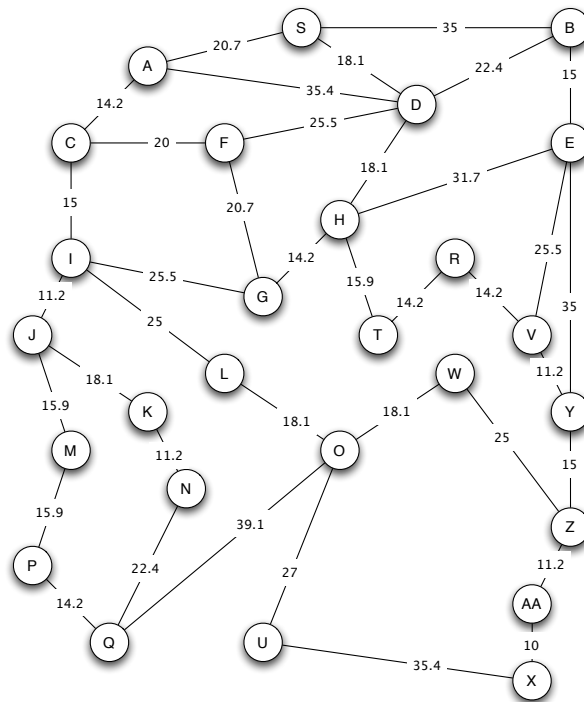 S 35 B
20.7
A 18.1 22.4 15
35.4 D
14.2
C 20 F 25.5 E
18.1 31.7
15 20.7 H
I 25.5 14.2 R 25.5
G 15.9 14.2 14.2
11.2 25 35
J T V
18.1 L W 11.2
15.9 K 18.1 18.1 Y
M 11.2 O 25 15
N
15.9 39.1 Z
P 22.4 27 11.2
14.2 AA
Q U 10
35.4 X